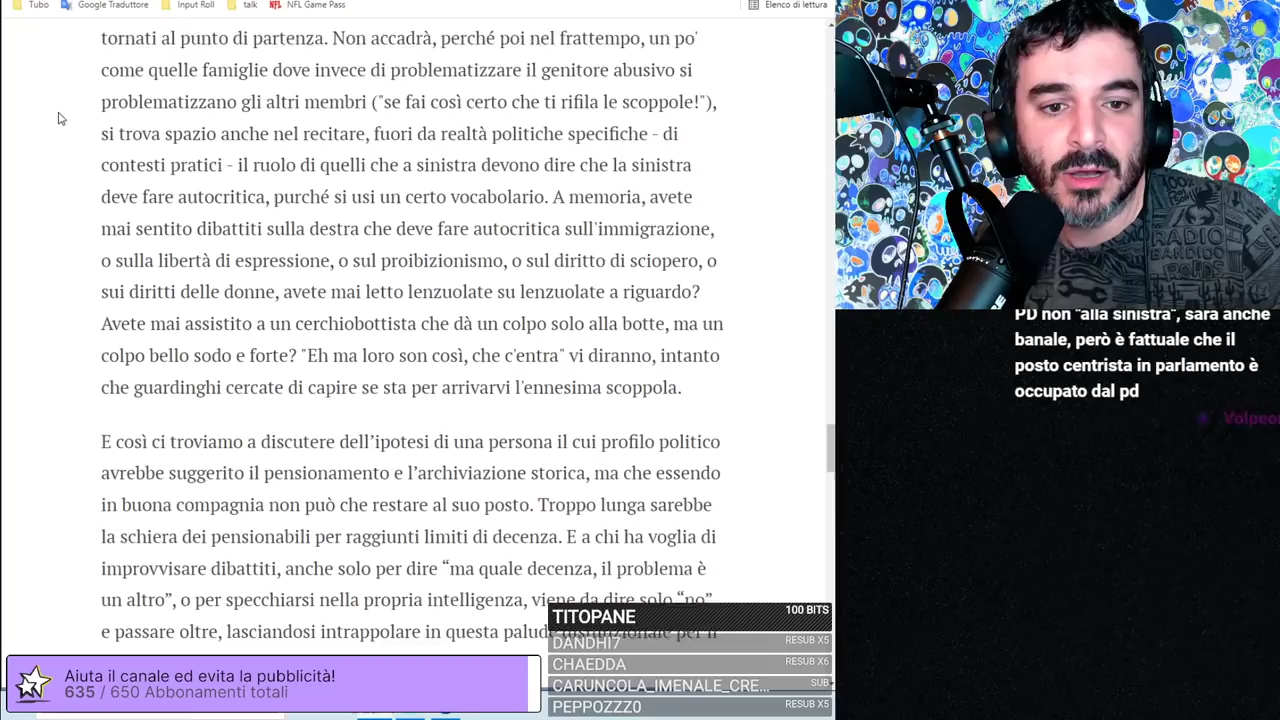 Tubo Google Traduttore Input Roll talk NFL Game Pass Elenco di lettura
tornati al punto di partenza. Non accadrà, perché poi nel frattempo, un po'
come quelle famiglie dove invece di problematizzare il genitore abusivo si
problematizzano gli altri membri ("se fai così certo che ti rifila le scoppole!"),
si trova spazio anche nel recitare, fuori da realtà politiche specifiche - di
contesti pratici - il ruolo di quelli che a sinistra devono dire che la sinistra
deve fare autocritica, purché si usi un certo vocabolario. A memoria, avete
mai sentito dibattiti sulla destra che deve fare autocritica sull'immigrazione,
o sulla libertà di espressione, o sul proibizionismo, o sul diritto di sciopero, o
sui diritti delle donne, avete mai letto lenzuolate su lenzuolate a riguardo?
Avete mai assistito a un cerchiobottista che dà un colpo solo alla botte, ma un
colpo bello sodo e forte? "Eh ma loro son così, che c'entra" vi diranno, intanto
che guardinghi cercate di capire se sta per arrivarvi l'ennesima scoppola.
E così ci troviamo a discutere dell'ipotesi di una persona il cui profilo politico
avrebbe suggerito il pensionamento e l'archiviazione storica, ma che essendo
in buona compagnia non può che restare al suo posto. Troppo lunga sarebbe
la schiera dei pensionabili per raggiunti limiti di decenza. E a chi ha voglia di
improvvisare dibattiti, anche solo per dire “ma quale decenza, il problema è
un altro”, o per specchiarsi nella propria intelligenza, viene da dire solo “no”
e passare oltre, lasciandosi intrappolare in questa palude
RADIO
BANDIDO
ROADS
PD non "alla sinistra", sarà anche
banale, però è fattuale che il
posto centrista in parlamento è
occupato dal pd
Volpeor
TITOPANE 100 BITS
DANDHI7 RESUB X5
CHAEDDA RESUB X6
CARUNCOLA_IMENALE_CRE... SUB
PEPPOZZZ0 RESUB X5
Aiuta il canale ed evita la pubblicità!
635 / 650 Abbonamenti totali